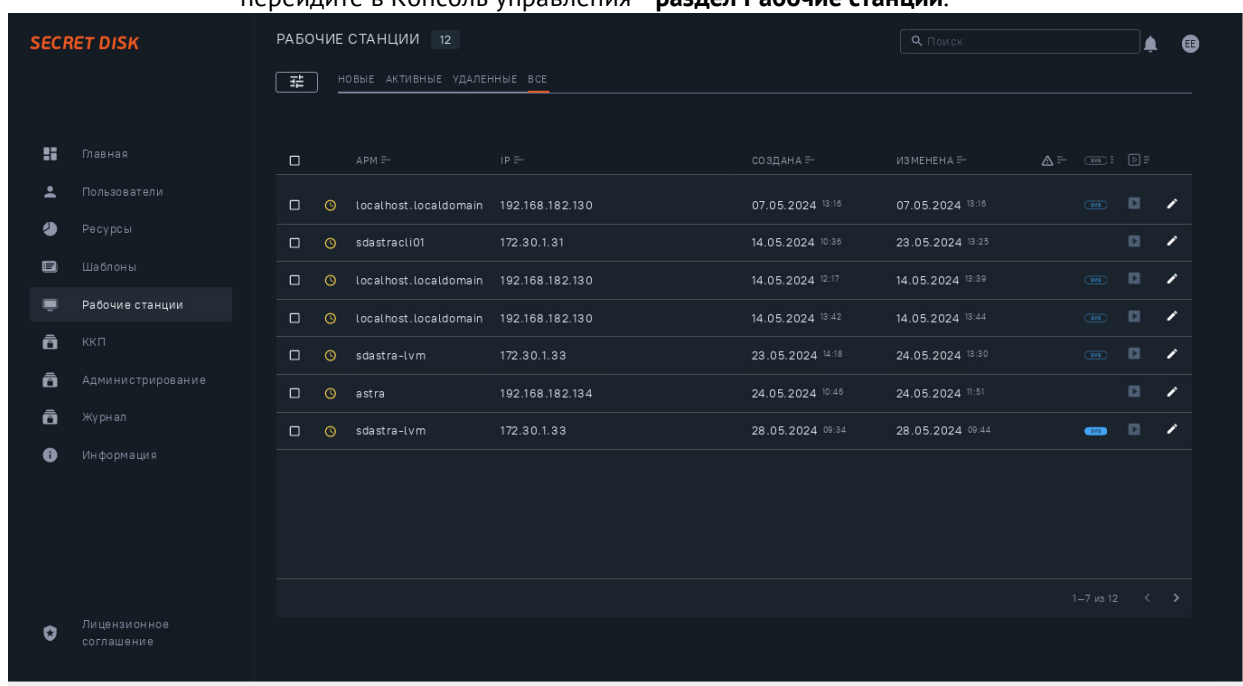 перейдите в Консоль управления - раздел Рабочие станции.
SECRET DISK
РАБОЧИЕ СТАНЦИИ 12
Поиск
EE
НОВЫЕ АКТИВНЫЕ УДАЛЕННЫЕ ВСЕ
Главная
Пользователи
Ресурсы
Шаблоны
Рабочие станции
ККП
Администрирование
Журнал
Информация
Лицензионное
соглашение
АРМ IP СОЗДАНА ИЗМЕНЕНА SYS
localhost.localdomain 192.168.182.130 07.05.2024 13:16 07.05.2024 13:16 SYS
sdastracli01 172.30.1.31 14.05.2024 10:36 23.05.2024 13:25
localhost.localdomain 192.168.182.130 14.05.2024 12:17 14.05.2024 13:39 SYS
localhost.localdomain 192.168.182.130 14.05.2024 13:42 14.05.2024 13:44 SYS
sdastra-lvm 172.30.1.33 23.05.2024 14:18 24.05.2024 13:30 SYS
astra 192.168.182.134 24.05.2024 10:46 24.05.2024 11:51
sdastra-lvm 172.30.1.33 28.05.2024 09:34 28.05.2024 09:44 SYS
1–7 из 12